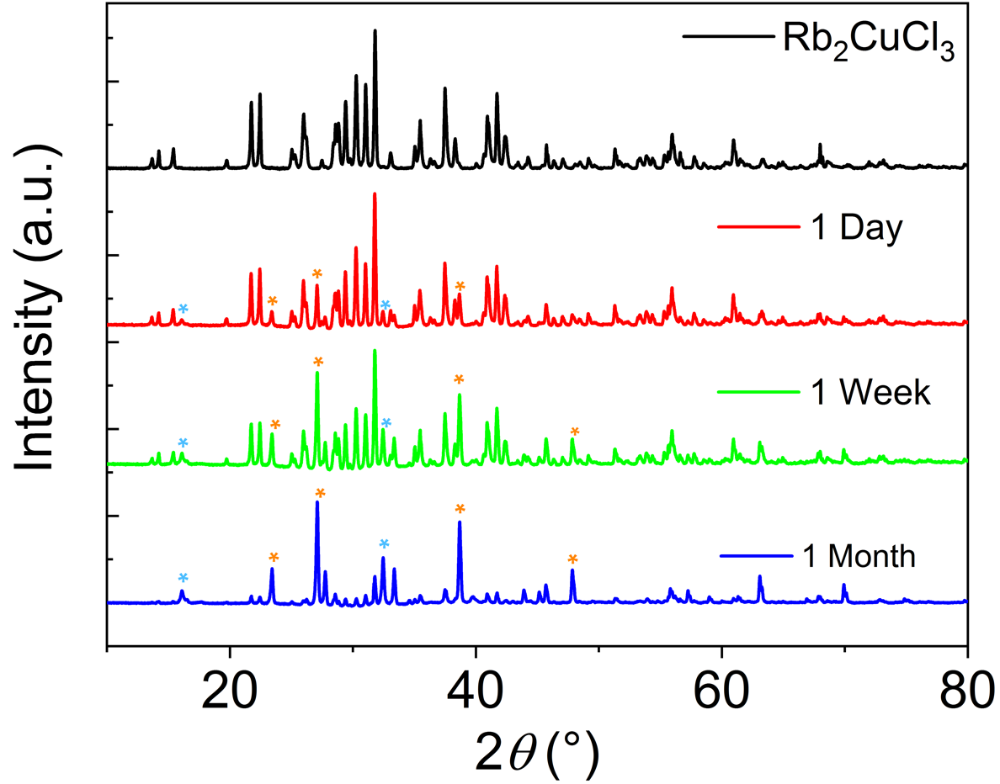 Rb₂CuCl₃
1 Day
1 Week
1 Month
Intensity (a.u.)
20 40 60 80
2θ (°)